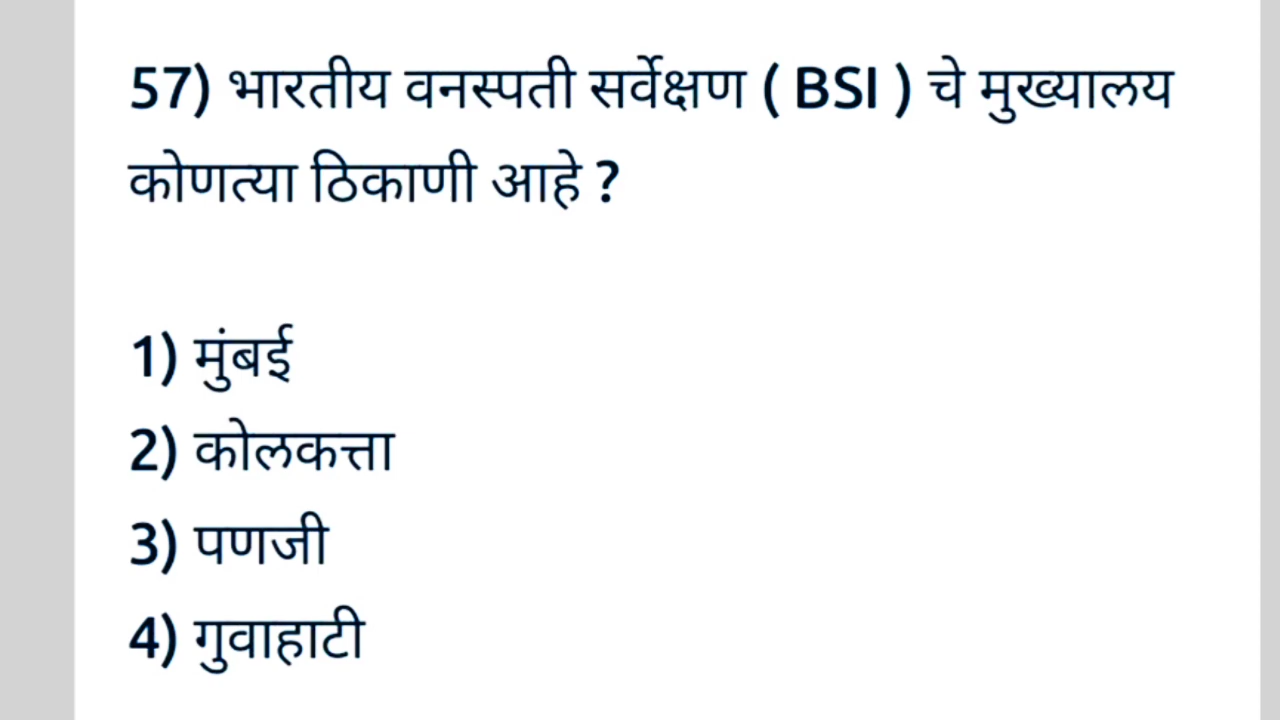 57) भारतीय वनस्पती सर्वेक्षण ( BSI ) चे मुख्यालय
कोणत्या ठिकाणी आहे ?
1) मुंबई
2) कोलकत्ता
3) पणजी
4) गुवाहाटी